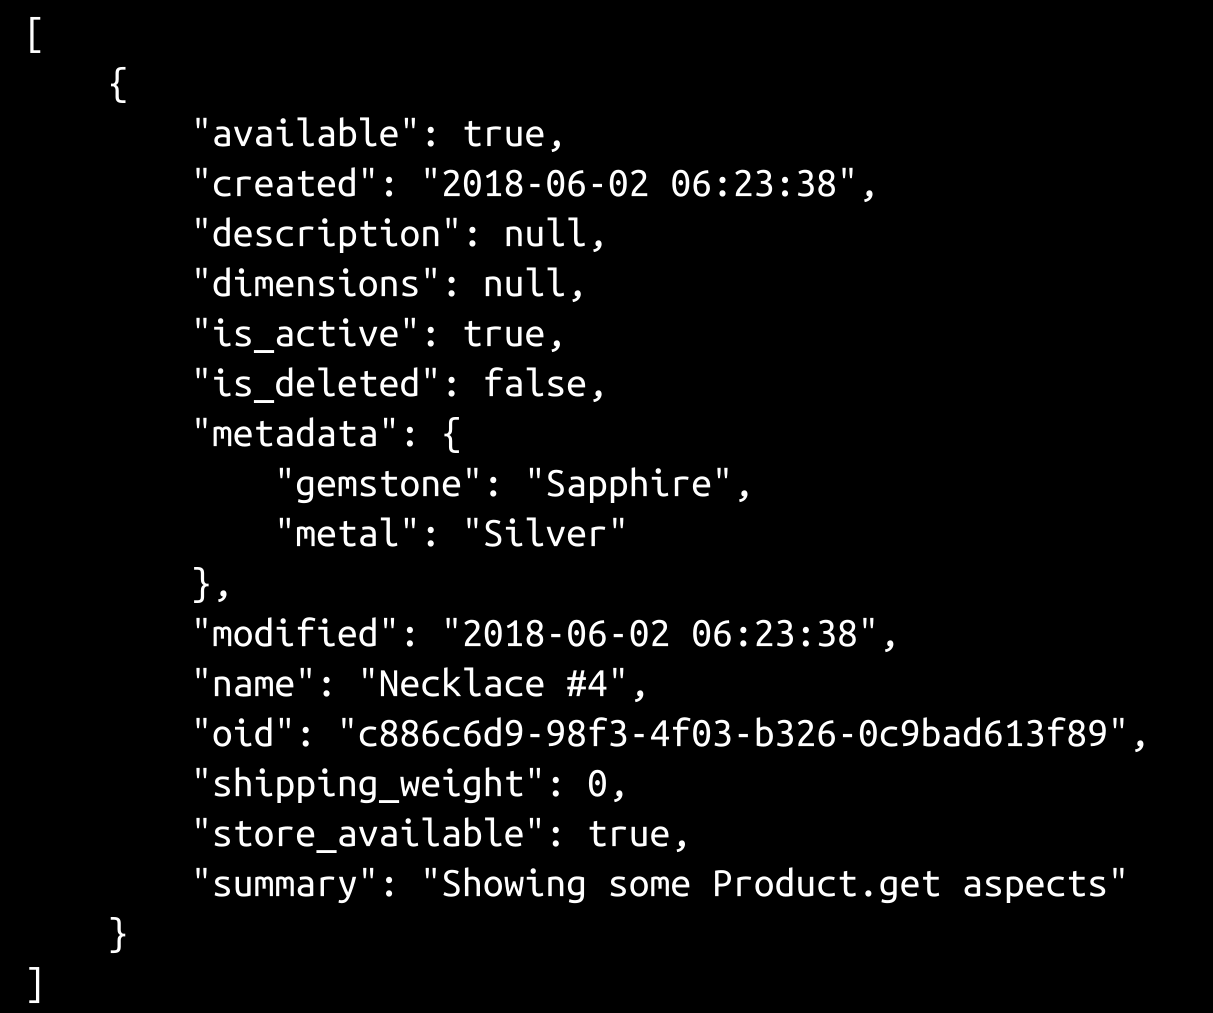 [
    {
        "available": true,
        "created": "2018-06-02 06:23:38",
        "description": null,
        "dimensions": null,
        "is_active": true,
        "is_deleted": false,
        "metadata": {
            "gemstone": "Sapphire",
            "metal": "Silver"
        },
        "modified": "2018-06-02 06:23:38",
        "name": "Necklace #4",
        "oid": "c886c6d9-98f3-4f03-b326-0c9bad613f89",
        "shipping_weight": 0,
        "store_available": true,
        "summary": "Showing some Product.get aspects"
    }
]